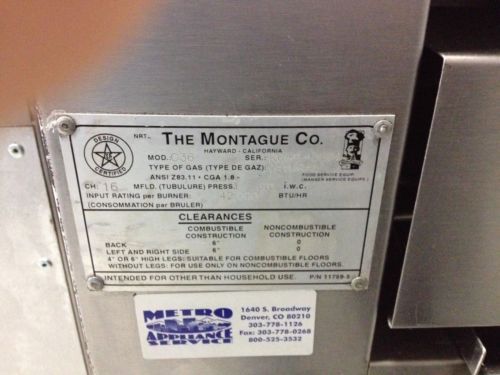 DESIGN
CERTIFIED
NRT..
THE MONTAGUE CO.
HAYWARD - CALIFORNIA
MOD. C36 SER.
TYPE OF GAS (TYPE DE GAZ):
ANSI Z83.11 • CGA 1.8 -
FOOD SERVICE EQUIP.
CH. 16 MFLD. (TUBULURE) PRESS. I.W.C.
INPUT RATING per BURNER: BTU/HR
(CONSOMMATION par BRULER)
CLEARANCES
COMBUSTIBLE CONSTRUCTION NONCOMBUSTIBLE CONSTRUCTION
BACK 6" 0
LEFT AND RIGHT SIDE 6" 0
4" OR 6" HIGH LEGS: SUITABLE FOR COMBUSTIBLE FLOORS
WITHOUT LEGS: FOR USE ONLY ON NONCOMBUSTIBLE FLOORS.
INTENDED FOR OTHER THAN HOUSEHOLD USE. P/N 11789-5
METRO
APPLIANCE
SERVICE
1640 S. Broadway
Denver, CO 80210
303-778-1126
Fax: 303-778-0268
800-525-3532